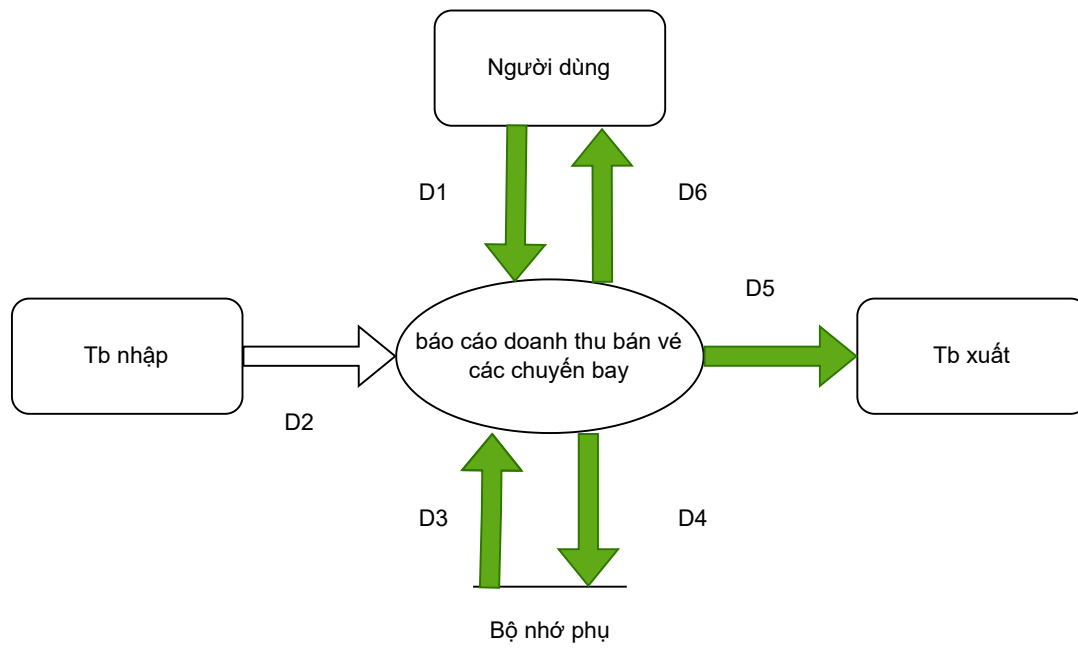 Người dùng
D1
D6
D5
Tb nhập
báo cáo doanh thu bán vé
các chuyến bay
Tb xuất
D2
D3
D4
Bộ nhớ phụ